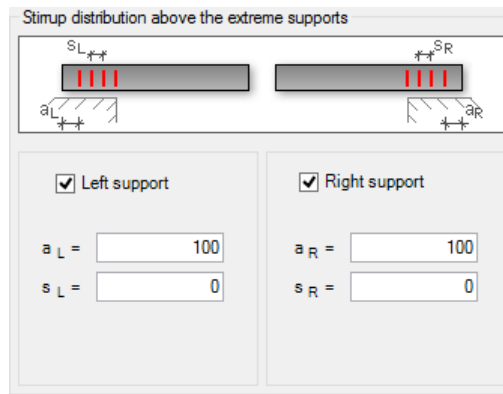 Stirrup distribution above the extreme supports
sL
sR
aL
aR
Left support
Right support
a L = 100
a R = 100
s L = 0
s R = 0